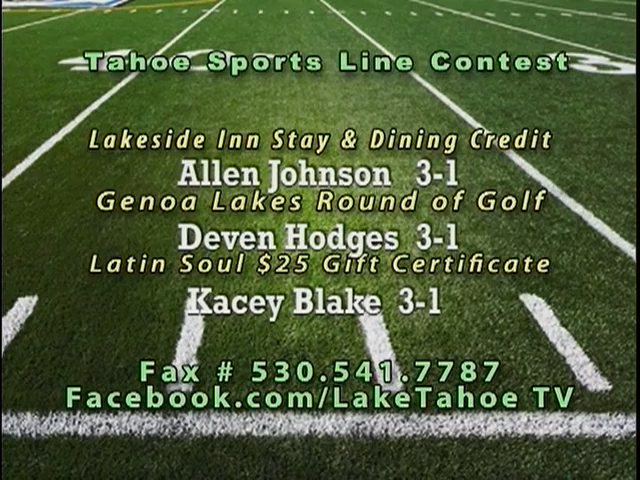 Tahoe Sports Line Contest
Lakeside Inn Stay & Dining Credit
Allen Johnson 3-1
Genoa Lakes Round of Golf
Deven Hodges 3-1
Latin Soul $25 Gift Certificate
Kacey Blake 3-1
Fax # 530.541.7787
Facebook.com/LakeTahoe TV